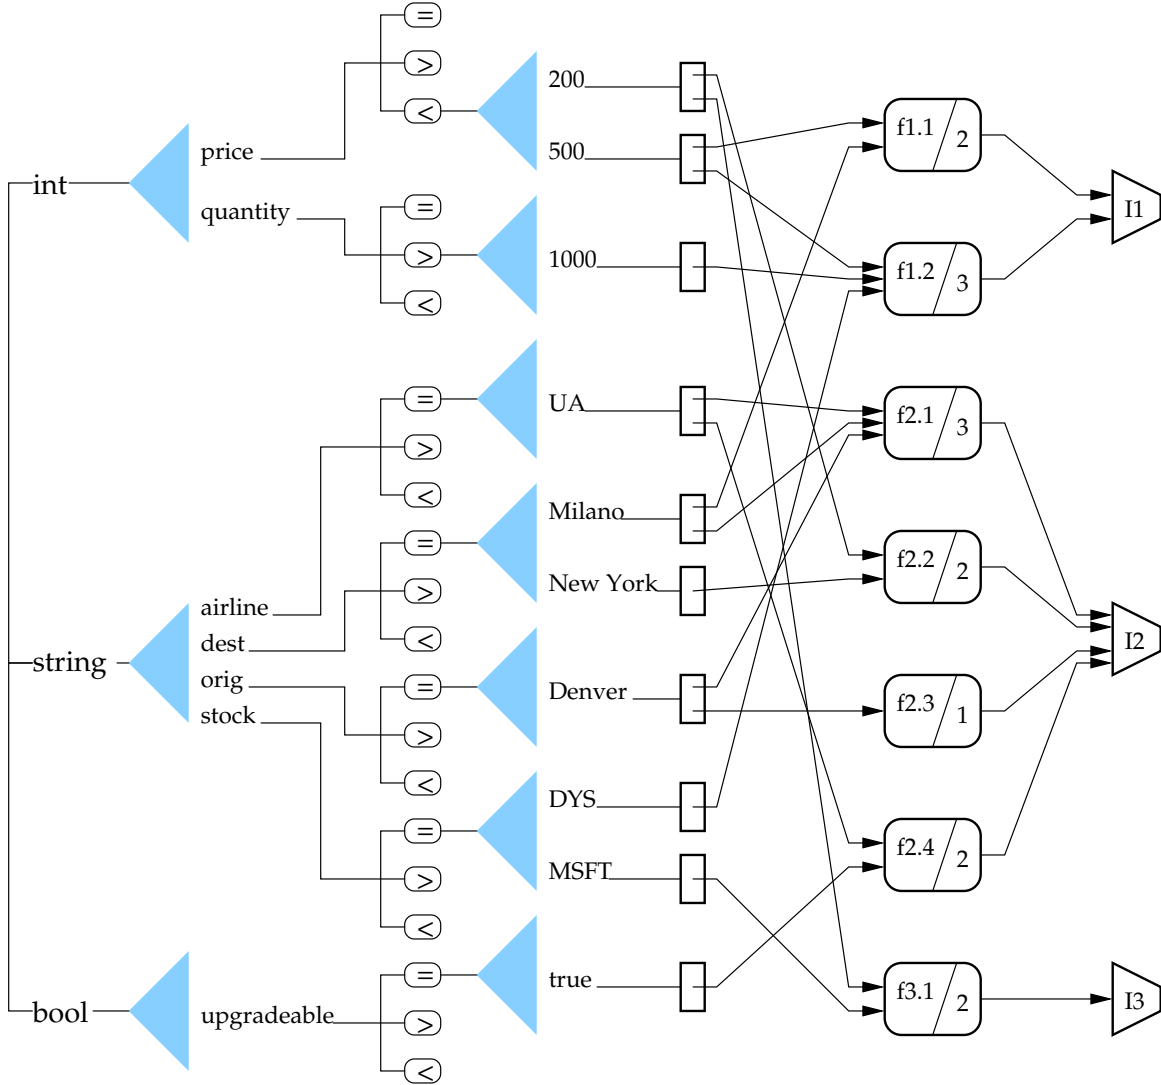 int
string
bool
price
quantity
airline
dest
orig
stock
upgradeable
=
>
<
=
>
<
=
>
<
=
>
<
=
>
<
=
>
<
=
>
<
200
500
1000
UA
Milano
New York
Denver
DYS
MSFT
true
f1.1 / 2
f1.2 / 3
f2.1 / 3
f2.2 / 2
f2.3 / 1
f2.4 / 2
f3.1 / 2
I1
I2
I3